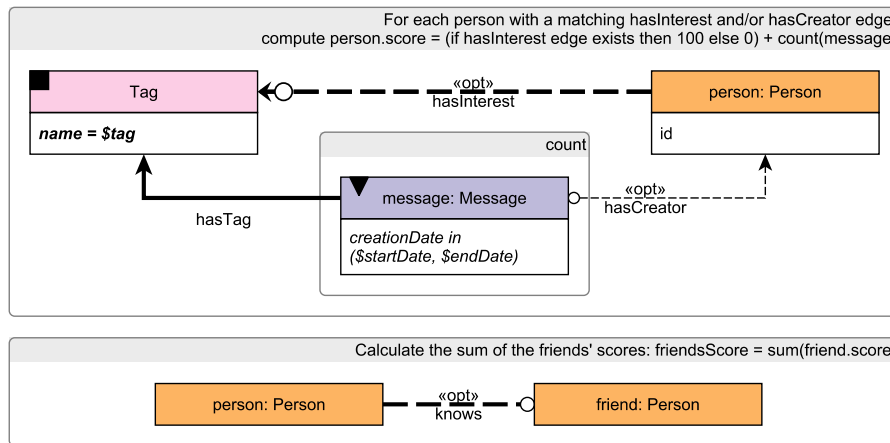 For each person with a matching hasInterest and/or hasCreator edge
compute person.score = (if hasInterest edge exists then 100 else 0) + count(message
Tag
name = $tag
«opt»
hasInterest
person: Person
id
count
message: Message
creationDate in
($startDate, $endDate)
hasTag
«opt»
hasCreator
Calculate the sum of the friends' scores: friendsScore = sum(friend.score
person: Person
«opt»
knows
friend: Person